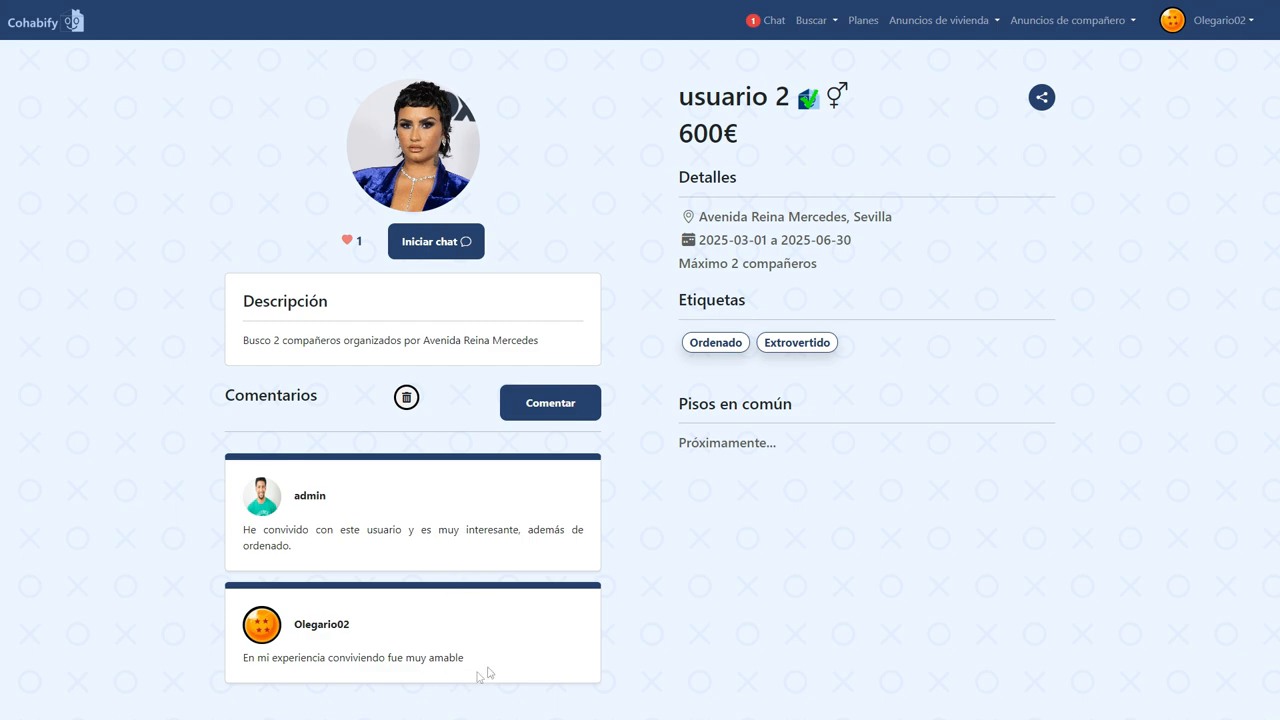 Cohabify
1 Chat Buscar Planes Anuncios de vivienda Anuncios de compañero Olegario02
usuario 2
600€
Detalles
Avenida Reina Mercedes, Sevilla
2025-03-01 a 2025-06-30
Máximo 2 compañeros
Etiquetas
Ordenado Extrovertido
Pisos en común
Próximamente...
1
Iniciar chat
Descripción
Busco 2 compañeros organizados por Avenida Reina Mercedes
Comentarios
Comentar
admin
He convivido con este usuario y es muy interesante, además de
ordenado.
Olegario02
En mi experiencia conviviendo fue muy amable